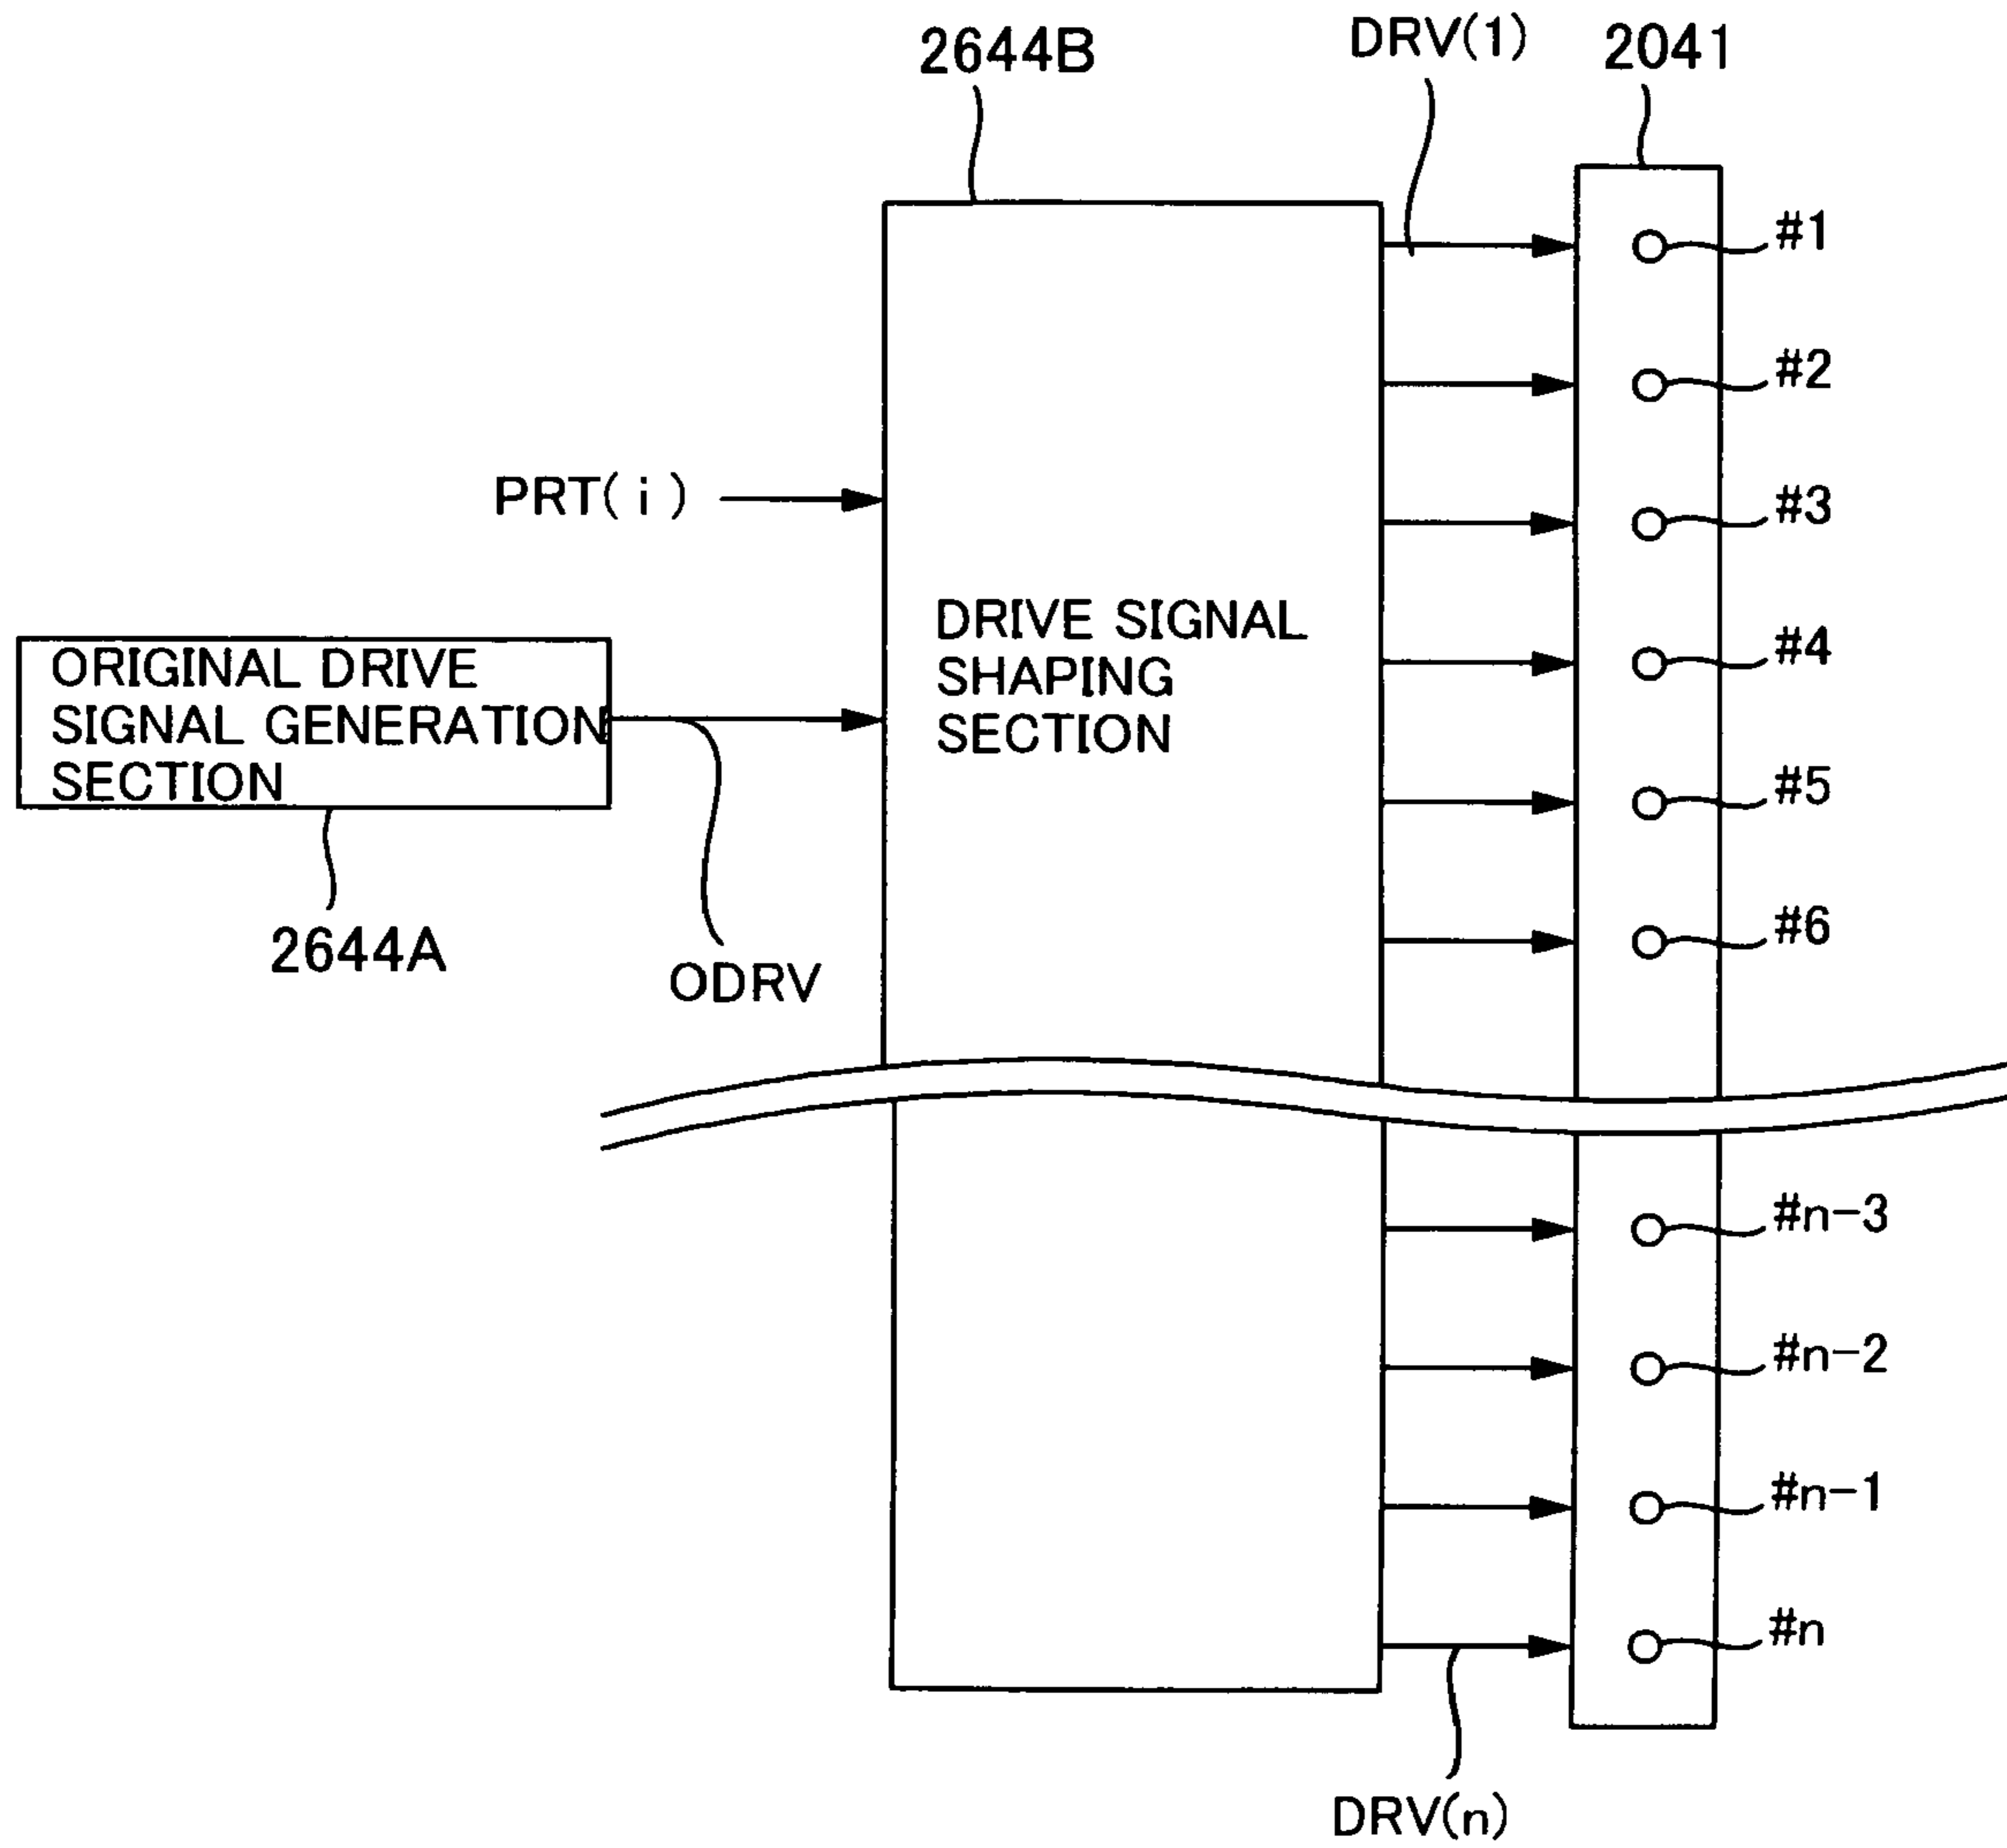 2644B
DRV(1)
2041
#1
#2
PRT(i)
#3
DRIVE SIGNAL
SHAPING
SECTION
#4
ORIGINAL DRIVE
SIGNAL GENERATION
SECTION
#5
2644A
ODRV
#6
#n-3
#n-2
#n-1
#n
DRV(n)